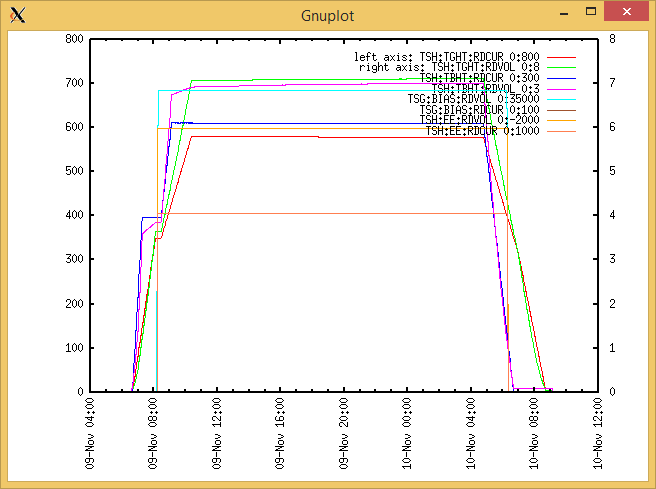 Gnuplot
left axis: TSH:TGHT:RDCUR 0:800
right axis: TSH:TGHT:RDVOL 0:8
TSH:TBHT:RDCUR 0:300
TSH:TBHT:RDVOL 0:3
TSG:BIAS:RDVOL 0:35000
TSG:BIAS:RDCUR 0:100
TSH:EE:RDVOL 0:-2000
TSH:EE:RDCUR 0:1000
800
700
600
500
400
300
200
100
0
8
7
6
5
4
3
2
1
0
09-Nov 04:00
09-Nov 08:00
09-Nov 12:00
09-Nov 16:00
09-Nov 20:00
10-Nov 00:00
10-Nov 04:00
10-Nov 08:00
10-Nov 12:00